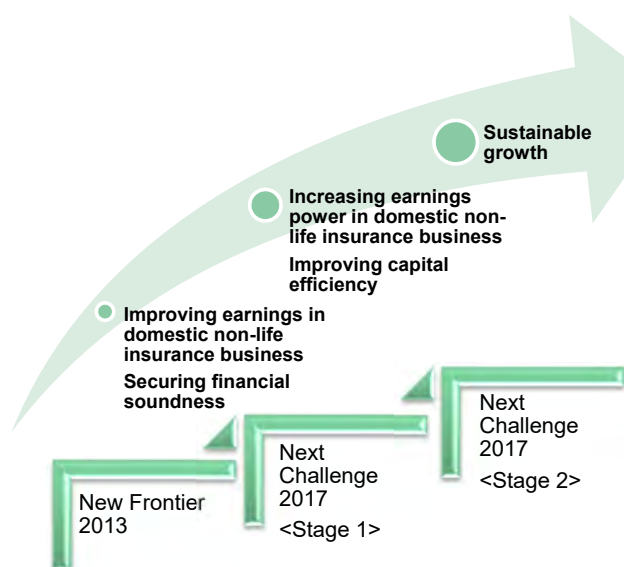 Sustainable
growth
Increasing earnings
power in domestic non-
life insurance business
Improving capital
efficiency
Improving earnings in
domestic non-life
insurance business
Securing financial
soundness
New Frontier
2013
Next
Challenge
2017
<Stage 1>
Next
Challenge
2017
<Stage 2>